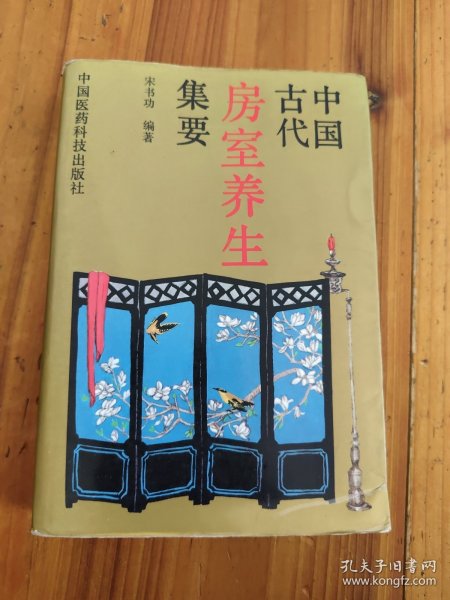 中国
古代
房室养生
集要
宋书功 编著
中国医药科技出版社
孔夫子旧书网
www.kongfz.com